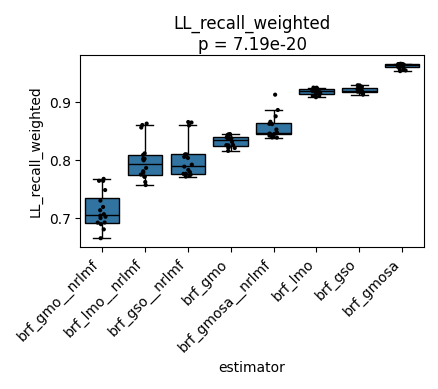 LL_recall_weighted
p = 7.19e-20
LL_recall_weighted
0.9
0.8
0.7
brf_gmo__nrlmf
brf_lmo__nrlmf
brf_gso__nrlmf
brf_gmo
brf_gmosa__nrlmf
brf_lmo
brf_gso
brf_gmosa
estimator